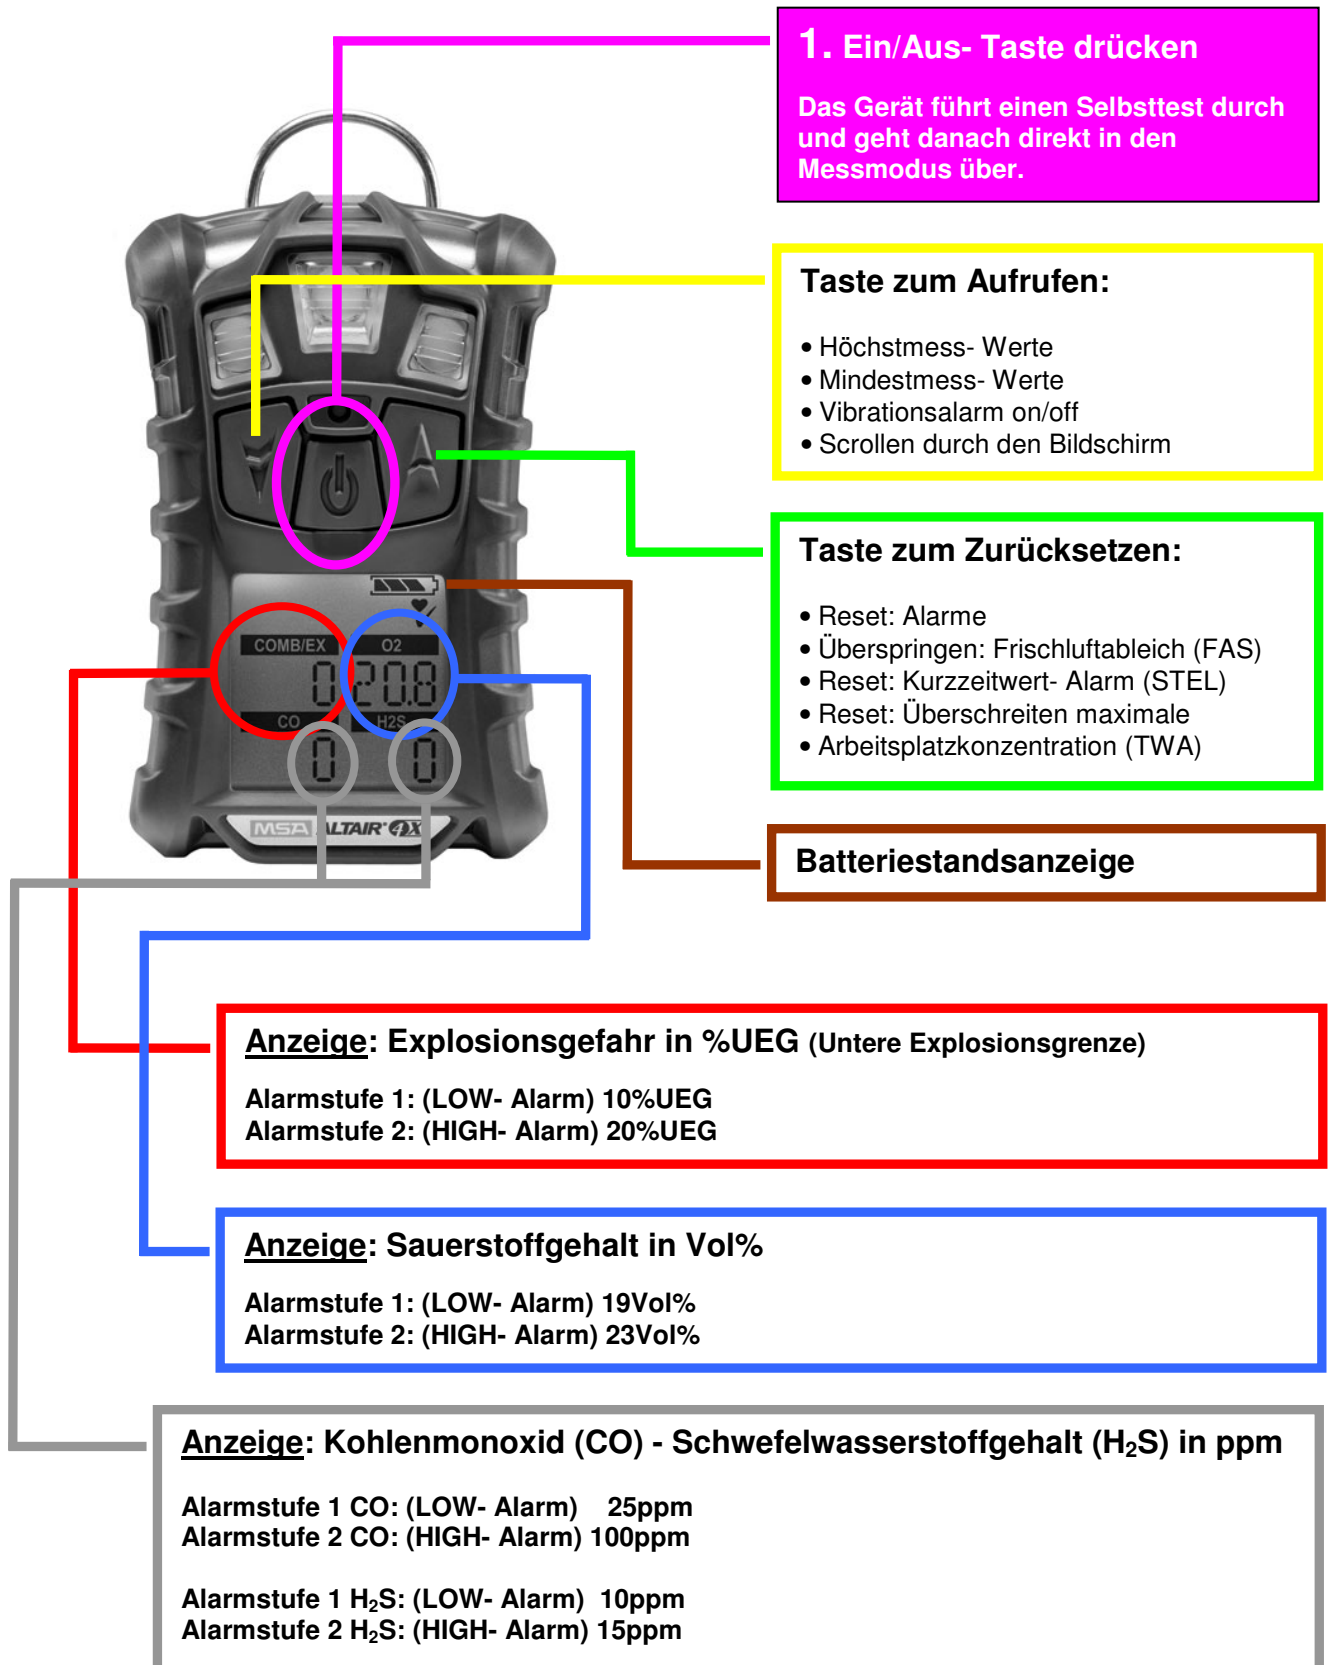 1. Ein/Aus- Taste drücken
Das Gerät führt einen Selbsttest durch
und geht danach direkt in den
Messmodus über.
Taste zum Aufrufen:
• Höchstmess- Werte
• Mindestmess- Werte
• Vibrationsalarm on/off
• Scrollen durch den Bildschirm
Taste zum Zurücksetzen:
• Reset: Alarme
• Überspringen: Frischluftableich (FAS)
• Reset: Kurzzeitwert- Alarm (STEL)
• Reset: Überschreiten maximale
• Arbeitsplatzkonzentration (TWA)
COMB/EX O2
0 20.8
CO H2S
0 0
MSA ALTAIR® 4X
Batteriestandsanzeige
Anzeige: Explosionsgefahr in %UEG (Untere Explosionsgrenze)
Alarmstufe 1: (LOW- Alarm) 10%UEG
Alarmstufe 2: (HIGH- Alarm) 20%UEG
Anzeige: Sauerstoffgehalt in Vol%
Alarmstufe 1: (LOW- Alarm) 19Vol%
Alarmstufe 2: (HIGH- Alarm) 23Vol%
Anzeige: Kohlenmonoxid (CO) - Schwefelwasserstoffgehalt (H₂S) in ppm
Alarmstufe 1 CO: (LOW- Alarm) 25ppm
Alarmstufe 2 CO: (HIGH- Alarm) 100ppm
Alarmstufe 1 H₂S: (LOW- Alarm) 10ppm
Alarmstufe 2 H₂S: (HIGH- Alarm) 15ppm